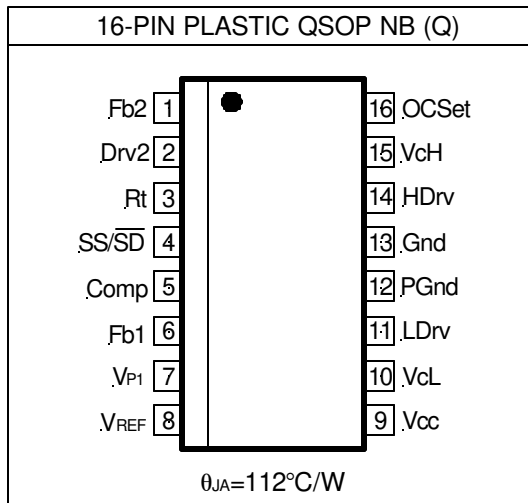 16-PIN PLASTIC QSOP NB (Q)
Fb2 1
Drv2 2
Rt 3
SS/S̅D̅ 4
Comp 5
Fb1 6
VP1 7
VREF 8
16 OCSet
15 VcH
14 HDrv
13 Gnd
12 PGnd
11 LDrv
10 VcL
9 Vcc
θJA=112°C/W